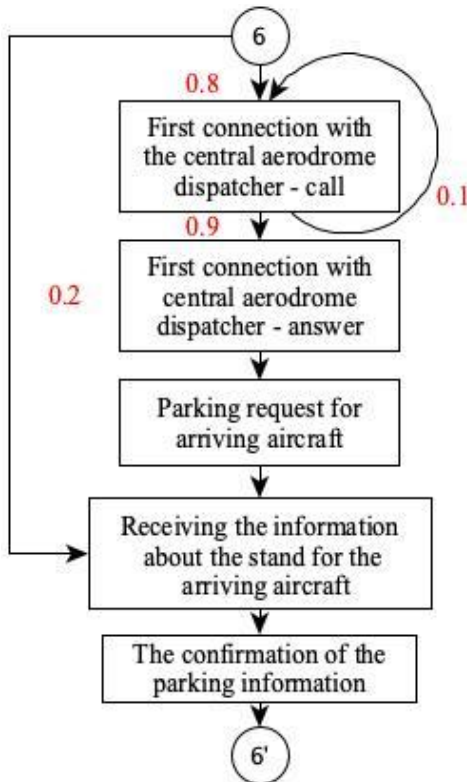 6
0.8
First connection with
the central aerodrome
dispatcher - call
0.1
0.9
First connection with
central aerodrome
dispatcher - answer
0.2
Parking request for
arriving aircraft
Receiving the information
about the stand for the
arriving aircraft
The confirmation of the
parking information
6'